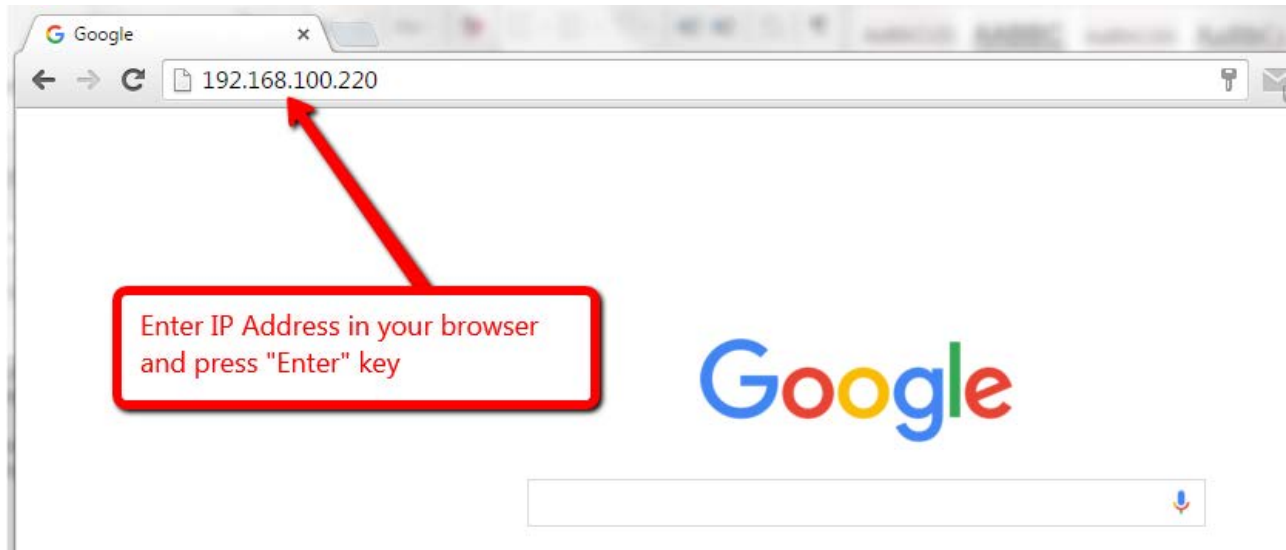 Google
192.168.100.220
Enter IP Address in your browser
and press "Enter" key
Google